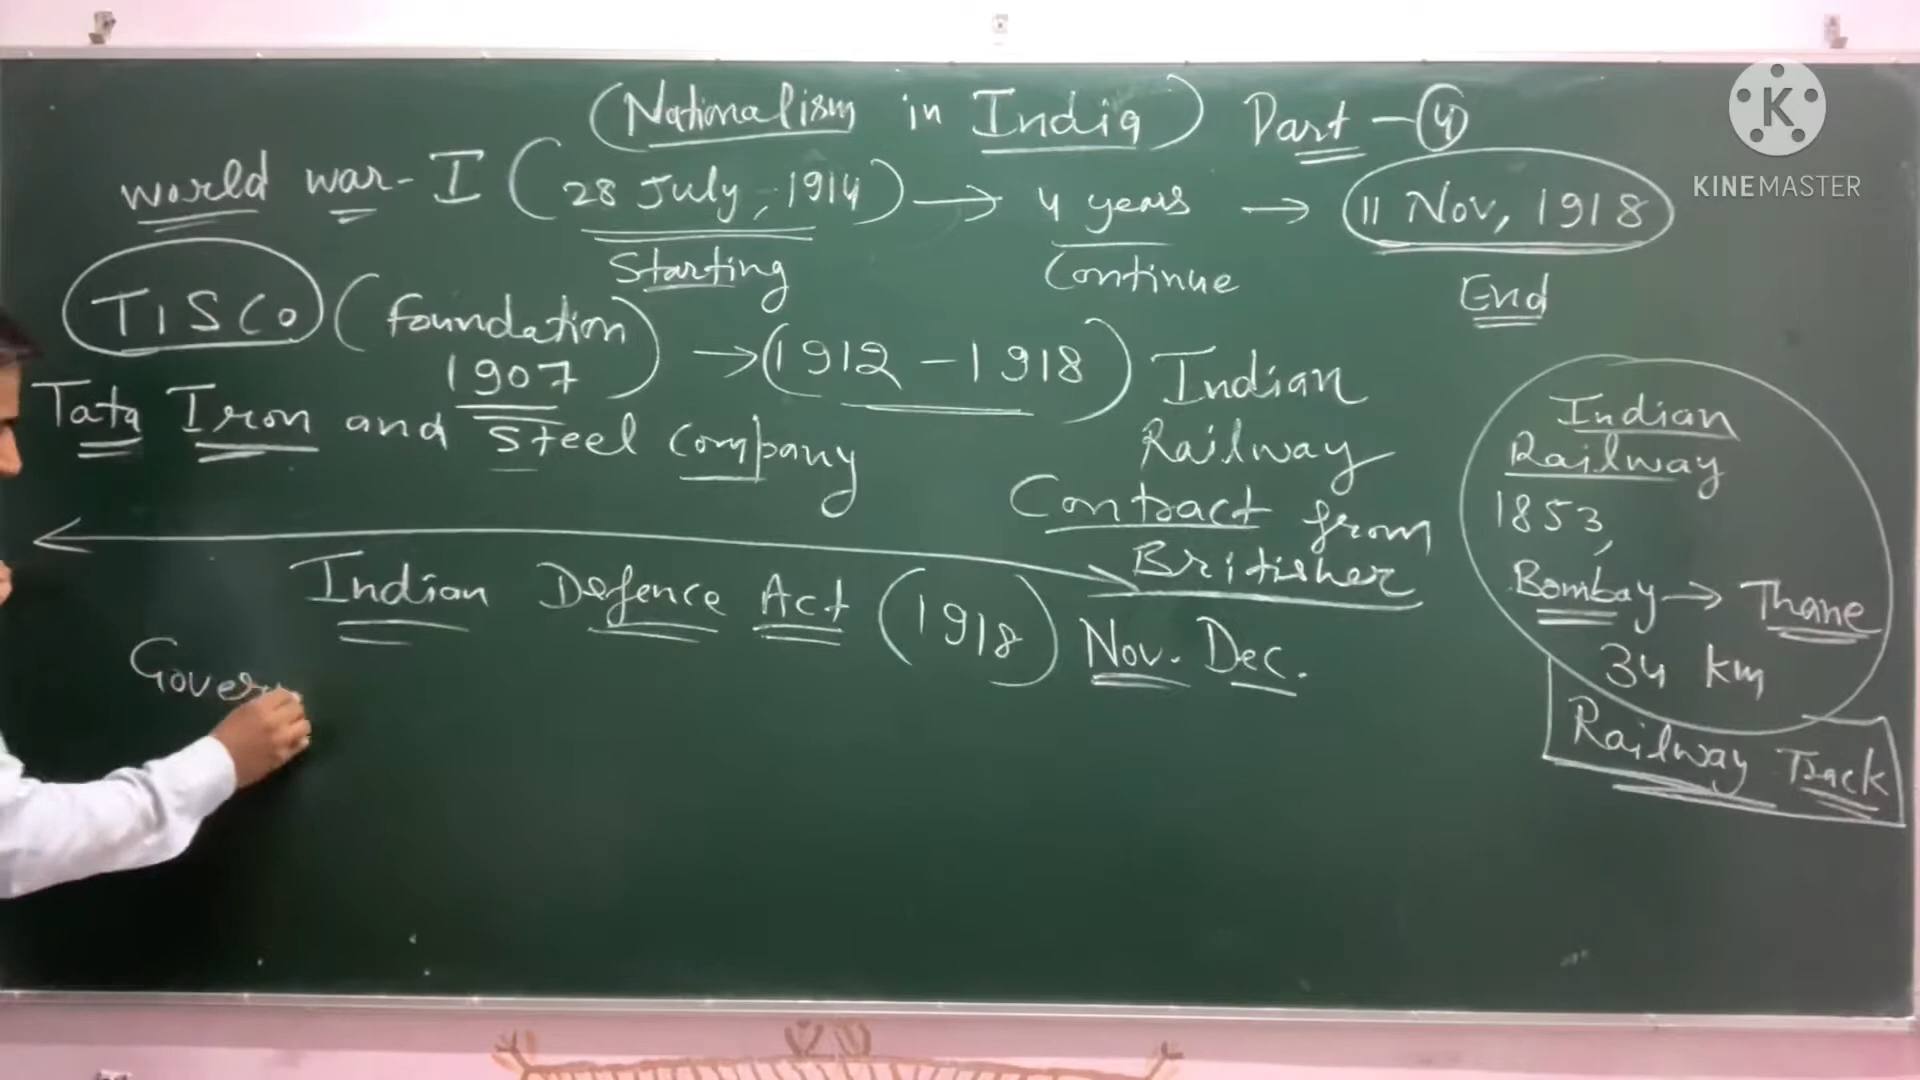 (Nationalism in India) Part - 4
World War - I (28 July, 1914) → 4 years → 11 Nov, 1918
Starting
Continue
End
TISCO (Foundation 1907) → (1912 - 1918) Indian
Railway
Contract from
Britisher
Tata Iron and Steel Company
Indian
Railway
1853,
Bombay → Thane
34 km
Railway Track
Indian Defence Act (1918) Nov. Dec.
Govern
K
KINEMASTER